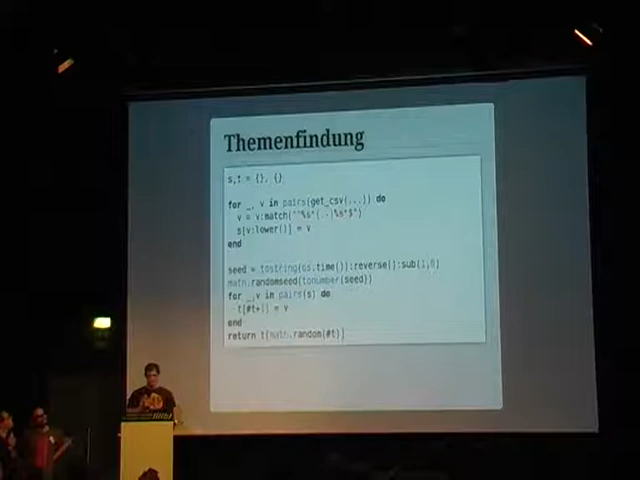 Themenfindung
s,t = {}, {}
for _, v in pairs(get_csv(...)) do
v = v:match("^%s*(.-)%s*$")
s[v:lower()] = v
end
seed = tostring(os.time()):reverse():sub(1,6)
math.randomseed(tonumber(seed))
for _,v in pairs(s) do
t[#t+1] = v
end
return t[math.random(#t)]